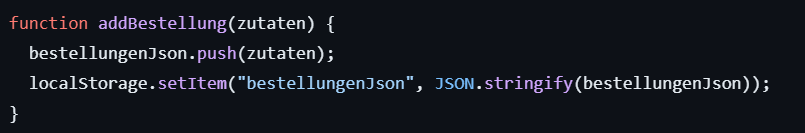 function addBestellung(zutaten) {
  bestellungenJson.push(zutaten);
  localStorage.setItem("bestellungenJson", JSON.stringify(bestellungenJson));
}